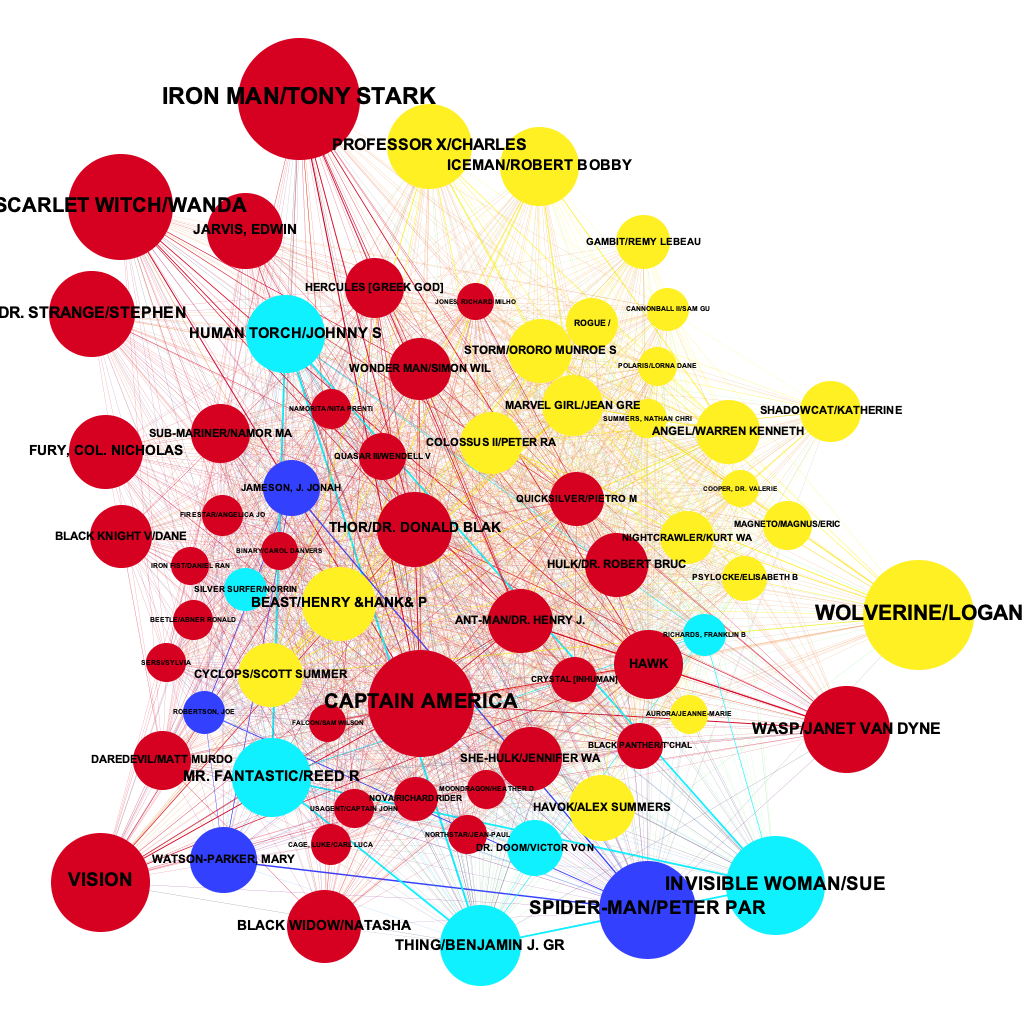 IRON MAN/TONY STARK
PROFESSOR X/CHARLES
ICEMAN/ROBERT BOBBY
SCARLET WITCH/WANDA
JARVIS, EDWIN
GAMBIT/REMY LEBEAU
HERCULES [GREEK GOD]
JONES, RICHARD MILHO
CANNONBALL II/SAM GU
DR. STRANGE/STEPHEN
ROGUE /
HUMAN TORCH/JOHNNY S
STORM/ORORO MUNROE S
POLARIS/LORNA DANE
WONDER MAN/SIMON WIL
MARVEL GIRL/JEAN GRE
NAMORITA/NITA PRENTI
SHADOWCAT/KATHERINE
SUMMERS, NATHAN CHRI
SUB-MARINER/NAMOR MA
ANGEL/WARREN KENNETH
COLOSSUS II/PETER RA
FURY, COL. NICHOLAS
QUASAR III/WENDELL V
JAMESON, J. JONAH
COOPER, DR. VALERIE
QUICKSILVER/PIETRO M
FIRESTAR/ANGELICA JO
MAGNETO/MAGNUS/ERIC
THOR/DR. DONALD BLAK
BLACK KNIGHT V/DANE
NIGHTCRAWLER/KURT WA
BINARY/CAROL DANVERS
IRON FIST/DANIEL RAN
HULK/DR. ROBERT BRUC
PSYLOCKE/ELISABETH B
SILVER SURFER/NORRIN
BEAST/HENRY &HANK& P
WOLVERINE/LOGAN
BEETLE/ABNER RONALD
ANT-MAN/DR. HENRY J.
RICHARDS, FRANKLIN B
SERSI/SYLVIA
HAWK
CYCLOPS/SCOTT SUMMER
CRYSTAL [INHUMAN]
CAPTAIN AMERICA
ROBERTSON, JOE
AURORA/JEANNE-MARIE
FALCON/SAM WILSON
WASP/JANET VAN DYNE
BLACK PANTHER/T'CHAL
DAREDEVIL/MATT MURDO
SHE-HULK/JENNIFER WA
MR. FANTASTIC/REED R
MOONDRAGON/HEATHER D
NOVA/RICHARD RIDER
USAGENT/CAPTAIN JOHN
HAVOK/ALEX SUMMERS
NORTHSTAR/JEAN-PAUL
CAGE, LUKE/CARL LUCA
DR. DOOM/VICTOR VON
WATSON-PARKER, MARY
VISION
INVISIBLE WOMAN/SUE
SPIDER-MAN/PETER PAR
BLACK WIDOW/NATASHA
THING/BENJAMIN J. GR